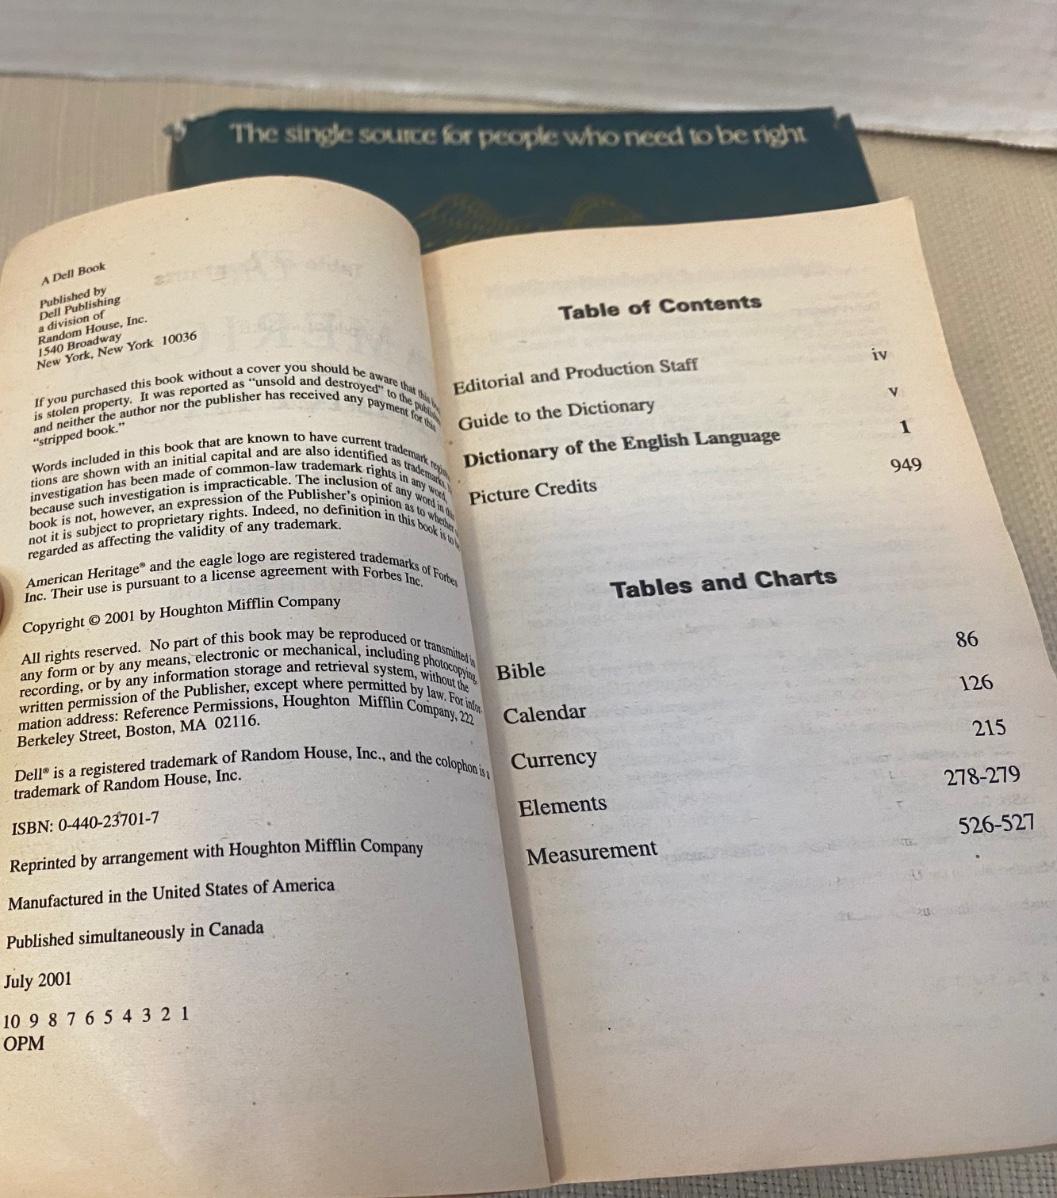 The single source for people who need to be right
A Dell Book
Published by
Dell Publishing
a division of
Random House, Inc.
1540 Broadway
New York, New York 10036
If you purchased this book without a cover you should be aware that this
is stolen property. It was reported as "unsold and destroyed" to the
and neither the author nor the publisher has received any payment for this
"stripped book."
Words included in this book that are known to have current trademark
tions are shown with an initial capital and are also identified as trademarks.
investigation has been made of common-law trademark rights in any word,
because such investigation is impracticable. The inclusion of any word in
book is not, however, an expression of the Publisher's opinion as to whether
not it is subject to proprietary rights. Indeed, no definition in this book is to
regarded as affecting the validity of any trademark.
American Heritage® and the eagle logo are registered trademarks of Forbes
Inc. Their use is pursuant to a license agreement with Forbes Inc.
Copyright © 2001 by Houghton Mifflin Company
All rights reserved. No part of this book may be reproduced or transmitted in
any form or by any means, electronic or mechanical, including photocopying,
recording, or by any information storage and retrieval system, without the
written permission of the Publisher, except where permitted by law. For infor-
mation address: Reference Permissions, Houghton Mifflin Company, 222
Berkeley Street, Boston, MA 02116.
Dell® is a registered trademark of Random House, Inc., and the colophon is a
trademark of Random House, Inc.
ISBN: 0-440-23701-7
Reprinted by arrangement with Houghton Mifflin Company
Manufactured in the United States of America
Published simultaneously in Canada
July 2001
10 9 8 7 6 5 4 3 2 1
OPM
Table of Contents
Editorial and Production Staff iv
Guide to the Dictionary v
Dictionary of the English Language 1
Picture Credits 949
Tables and Charts
Bible 86
Calendar 126
Currency 215
Elements 278-279
Measurement 526-527